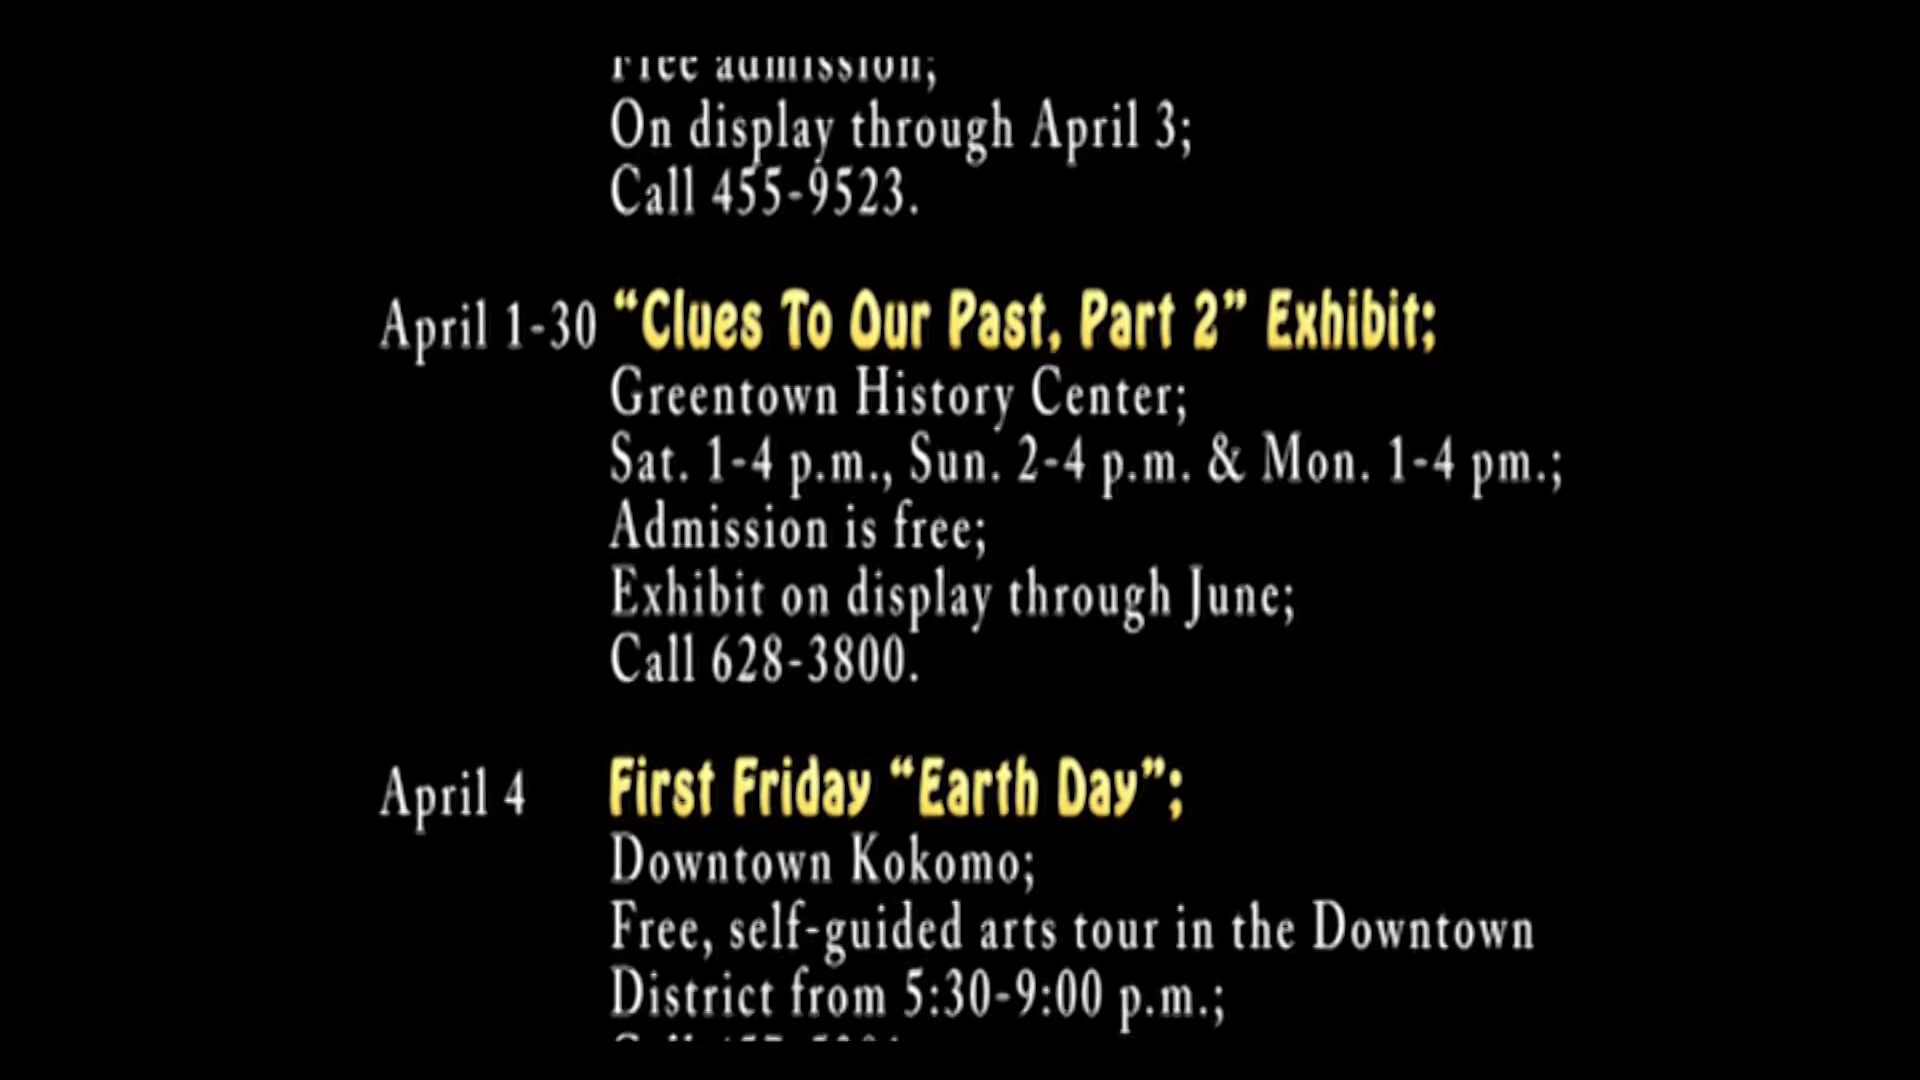 Free admission;
On display through April 3;
Call 455-9523.
April 1-30 “Clues To Our Past, Part 2” Exhibit;
Greentown History Center;
Sat. 1-4 p.m., Sun. 2-4 p.m. & Mon. 1-4 pm.;
Admission is free;
Exhibit on display through June;
Call 628-3800.
April 4 First Friday “Earth Day”;
Downtown Kokomo;
Free, self-guided arts tour in the Downtown
District from 5:30-9:00 p.m.;
Call